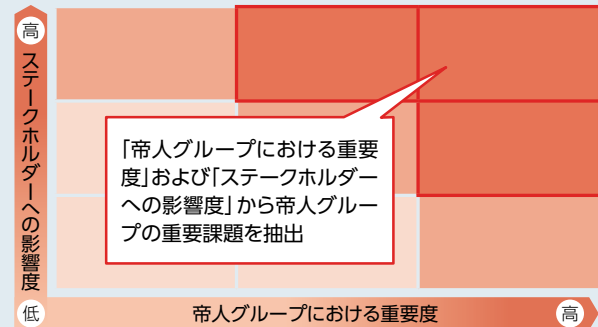 高
ステークホルダーへの影響度
「帝人グループにおける重要
度」および「ステークホルダー
への影響度」から帝人グルー
プの重要課題を抽出
低
帝人グループにおける重要度
高